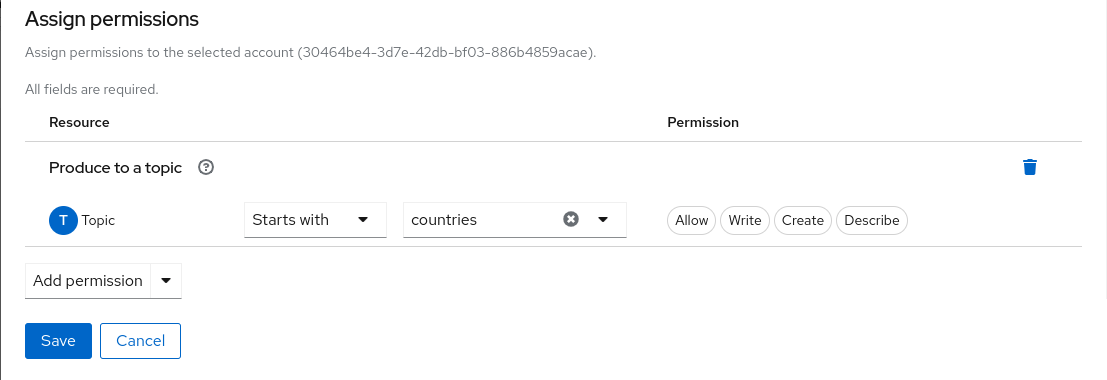 Assign permissions
Assign permissions to the selected account (30464be4-3d7e-42db-bf03-886b4859acae).
All fields are required.
Resource Permission
Produce to a topic ?
T Topic Starts with countries Allow Write Create Describe
Add permission
Save Cancel